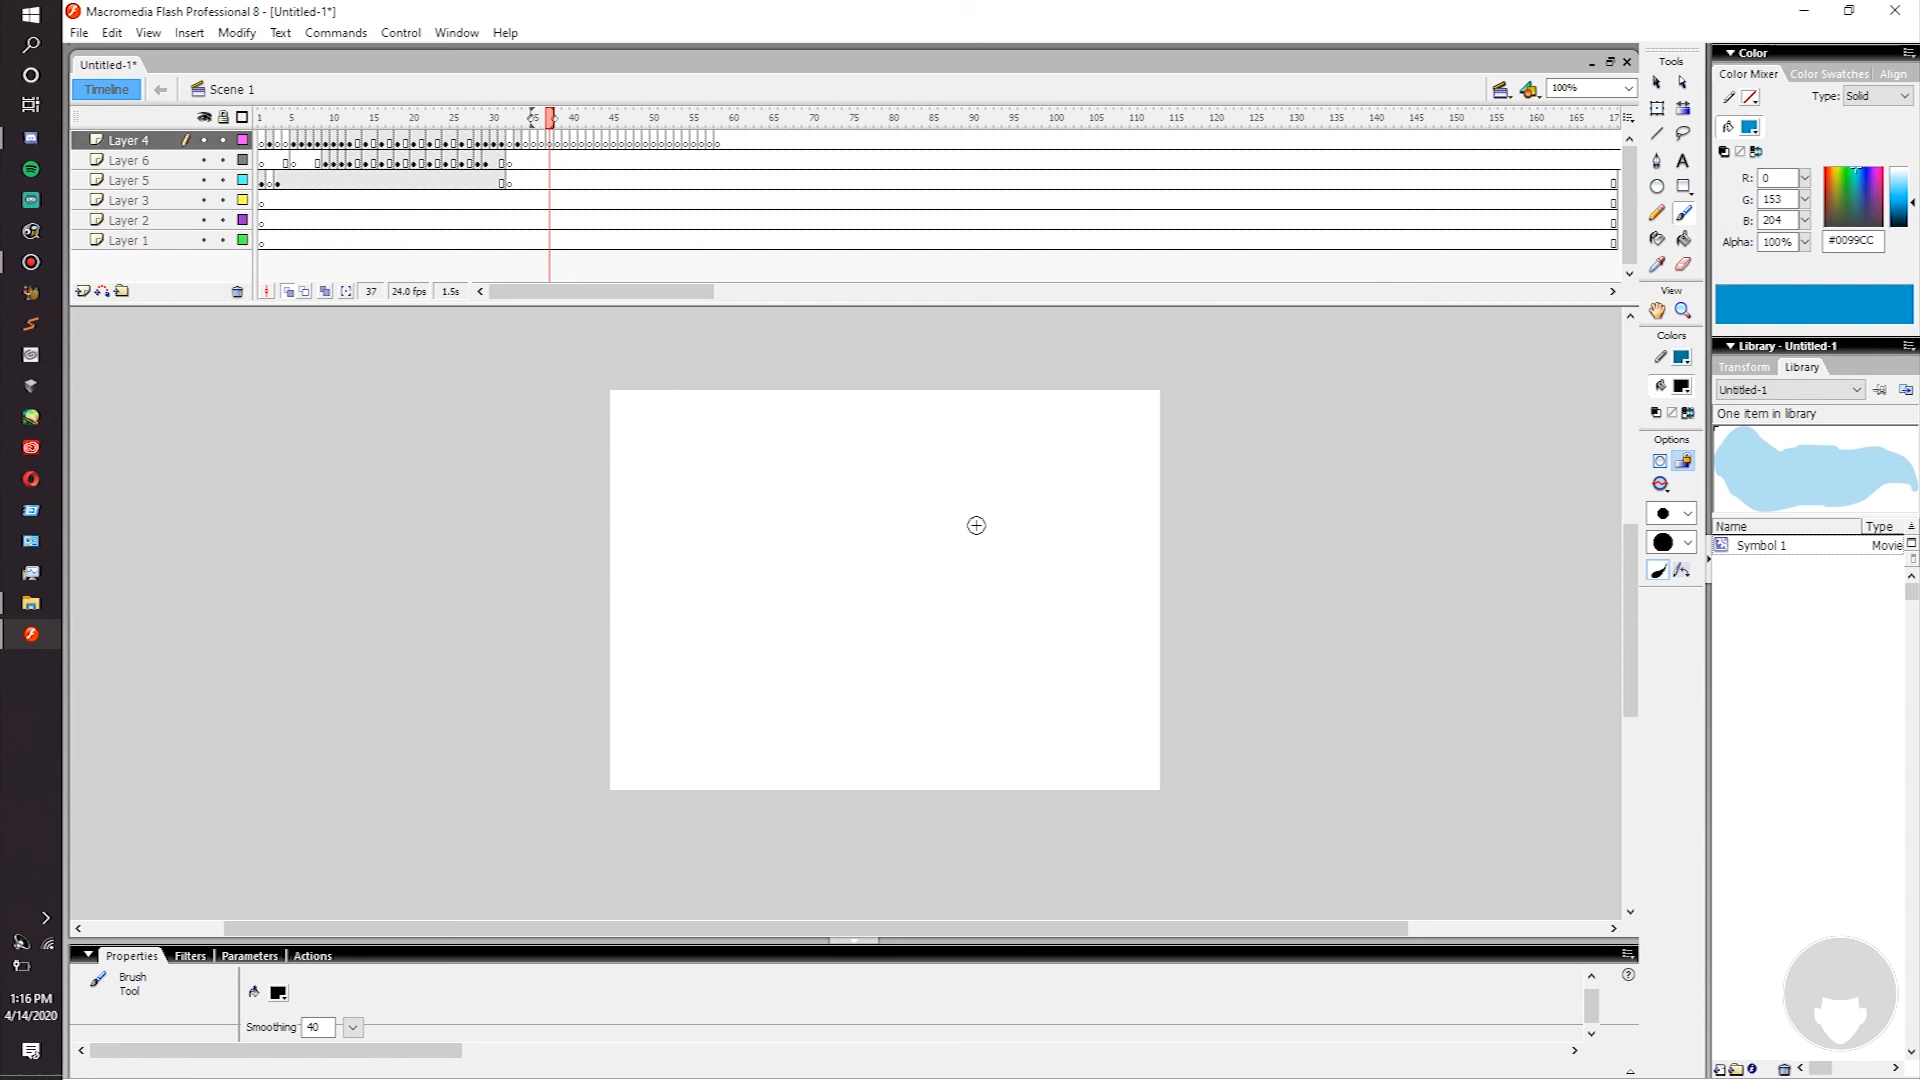 Macromedia Flash Professional 8 - [Untitled-1*]
File Edit View Insert Modify Text Commands Control Window Help
Untitled-1*
Timeline Scene 1 100%
1 5 10 15 20 25 30 35 40 45 50 55 60 65 70 75 80 85 90 95 100 105 110 115 120 125 130 135 140 145 150 155 160 165 17
Layer 4
Layer 6
Layer 5
Layer 3
Layer 2
Layer 1
37 24.0 fps 1.5s
Tools
View
Colors
Options
Color
Color Mixer Color Swatches Align
Type: Solid
R: 0
G: 153
B: 204
Alpha: 100% #0099CC
Library - Untitled-1
Transform Library
Untitled-1
One item in library
Name Type
Symbol 1 Movie
Properties Filters Parameters Actions
Brush
Tool
Smoothing: 40
1:16 PM
4/14/2020